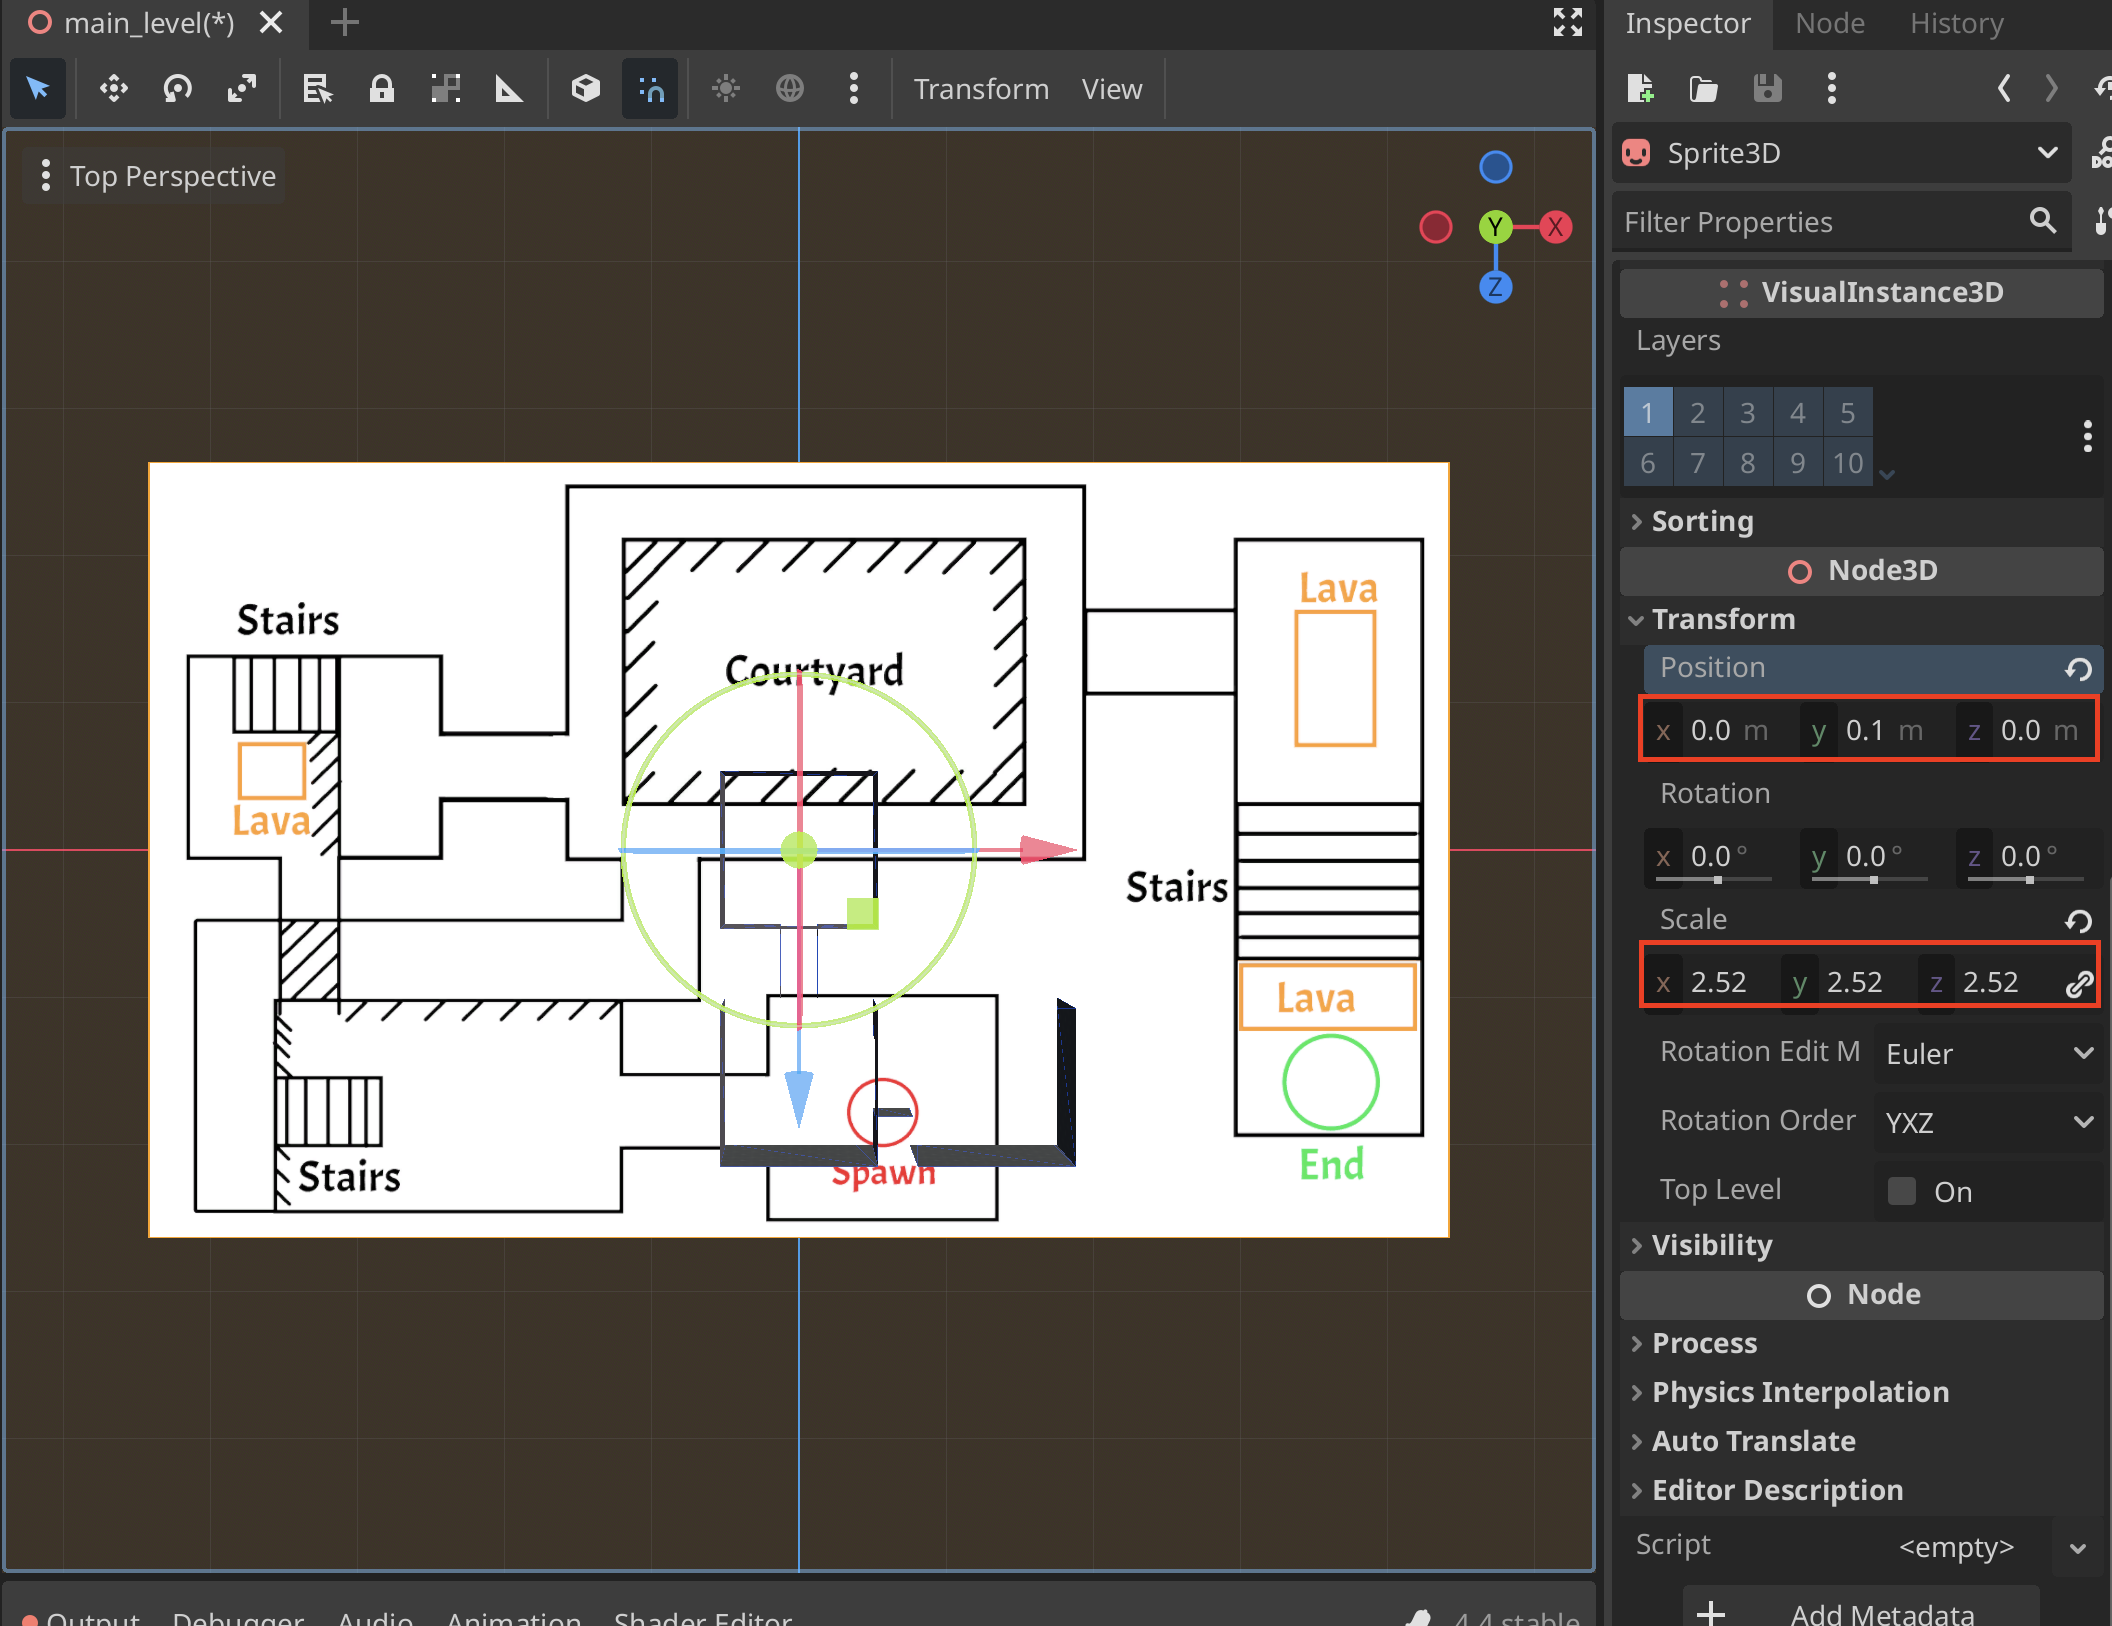 main_level(*)
Inspector Node History
Transform View
Sprite3D
Top Perspective
Filter Properties
Y X
Z
VisualInstance3D
Layers
1 2 3 4 5
6 7 8 9 10
Sorting
Node3D
Transform
Position
x 0.0 m y 0.1 m z 0.0 m
Rotation
x 0.0 ° y 0.0 ° z 0.0 °
Scale
x 2.52 y 2.52 z 2.52
Rotation Edit M Euler
Rotation Order YXZ
Top Level On
Visibility
Node
Process
Physics Interpolation
Auto Translate
Editor Description
Script <empty>
Add Metadata
Lava
Stairs
Courtyard
Lava
Stairs
Lava
Stairs
Spawn
End
Output Debugger Audio Animation Shader Editor 4.4.stable